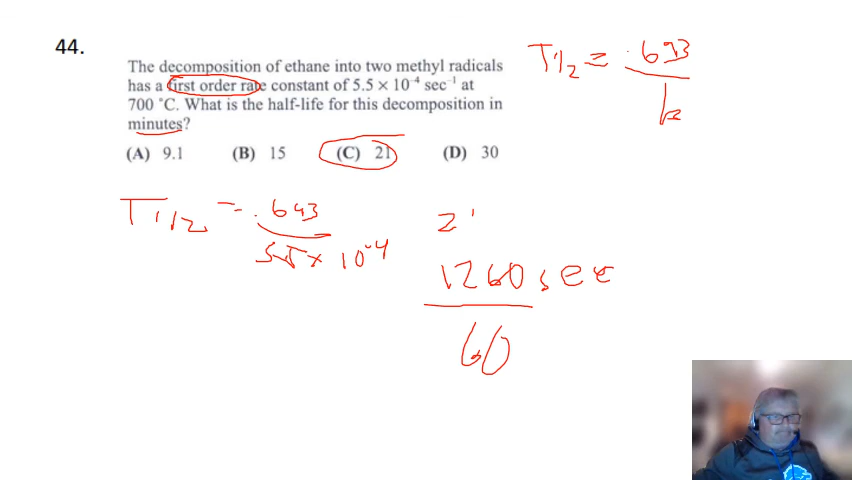 44.
The decomposition of ethane into two methyl radicals
has a first order rate constant of 5.5 × 10⁻⁴ sec⁻¹ at
700 ˚C. What is the half-life for this decomposition in
minutes?
(A) 9.1 (B) 15 (C) 21 (D) 30
T1/2 = .693
k
T1/2 = .693
5.5 × 10⁻⁴
1260 sec
60